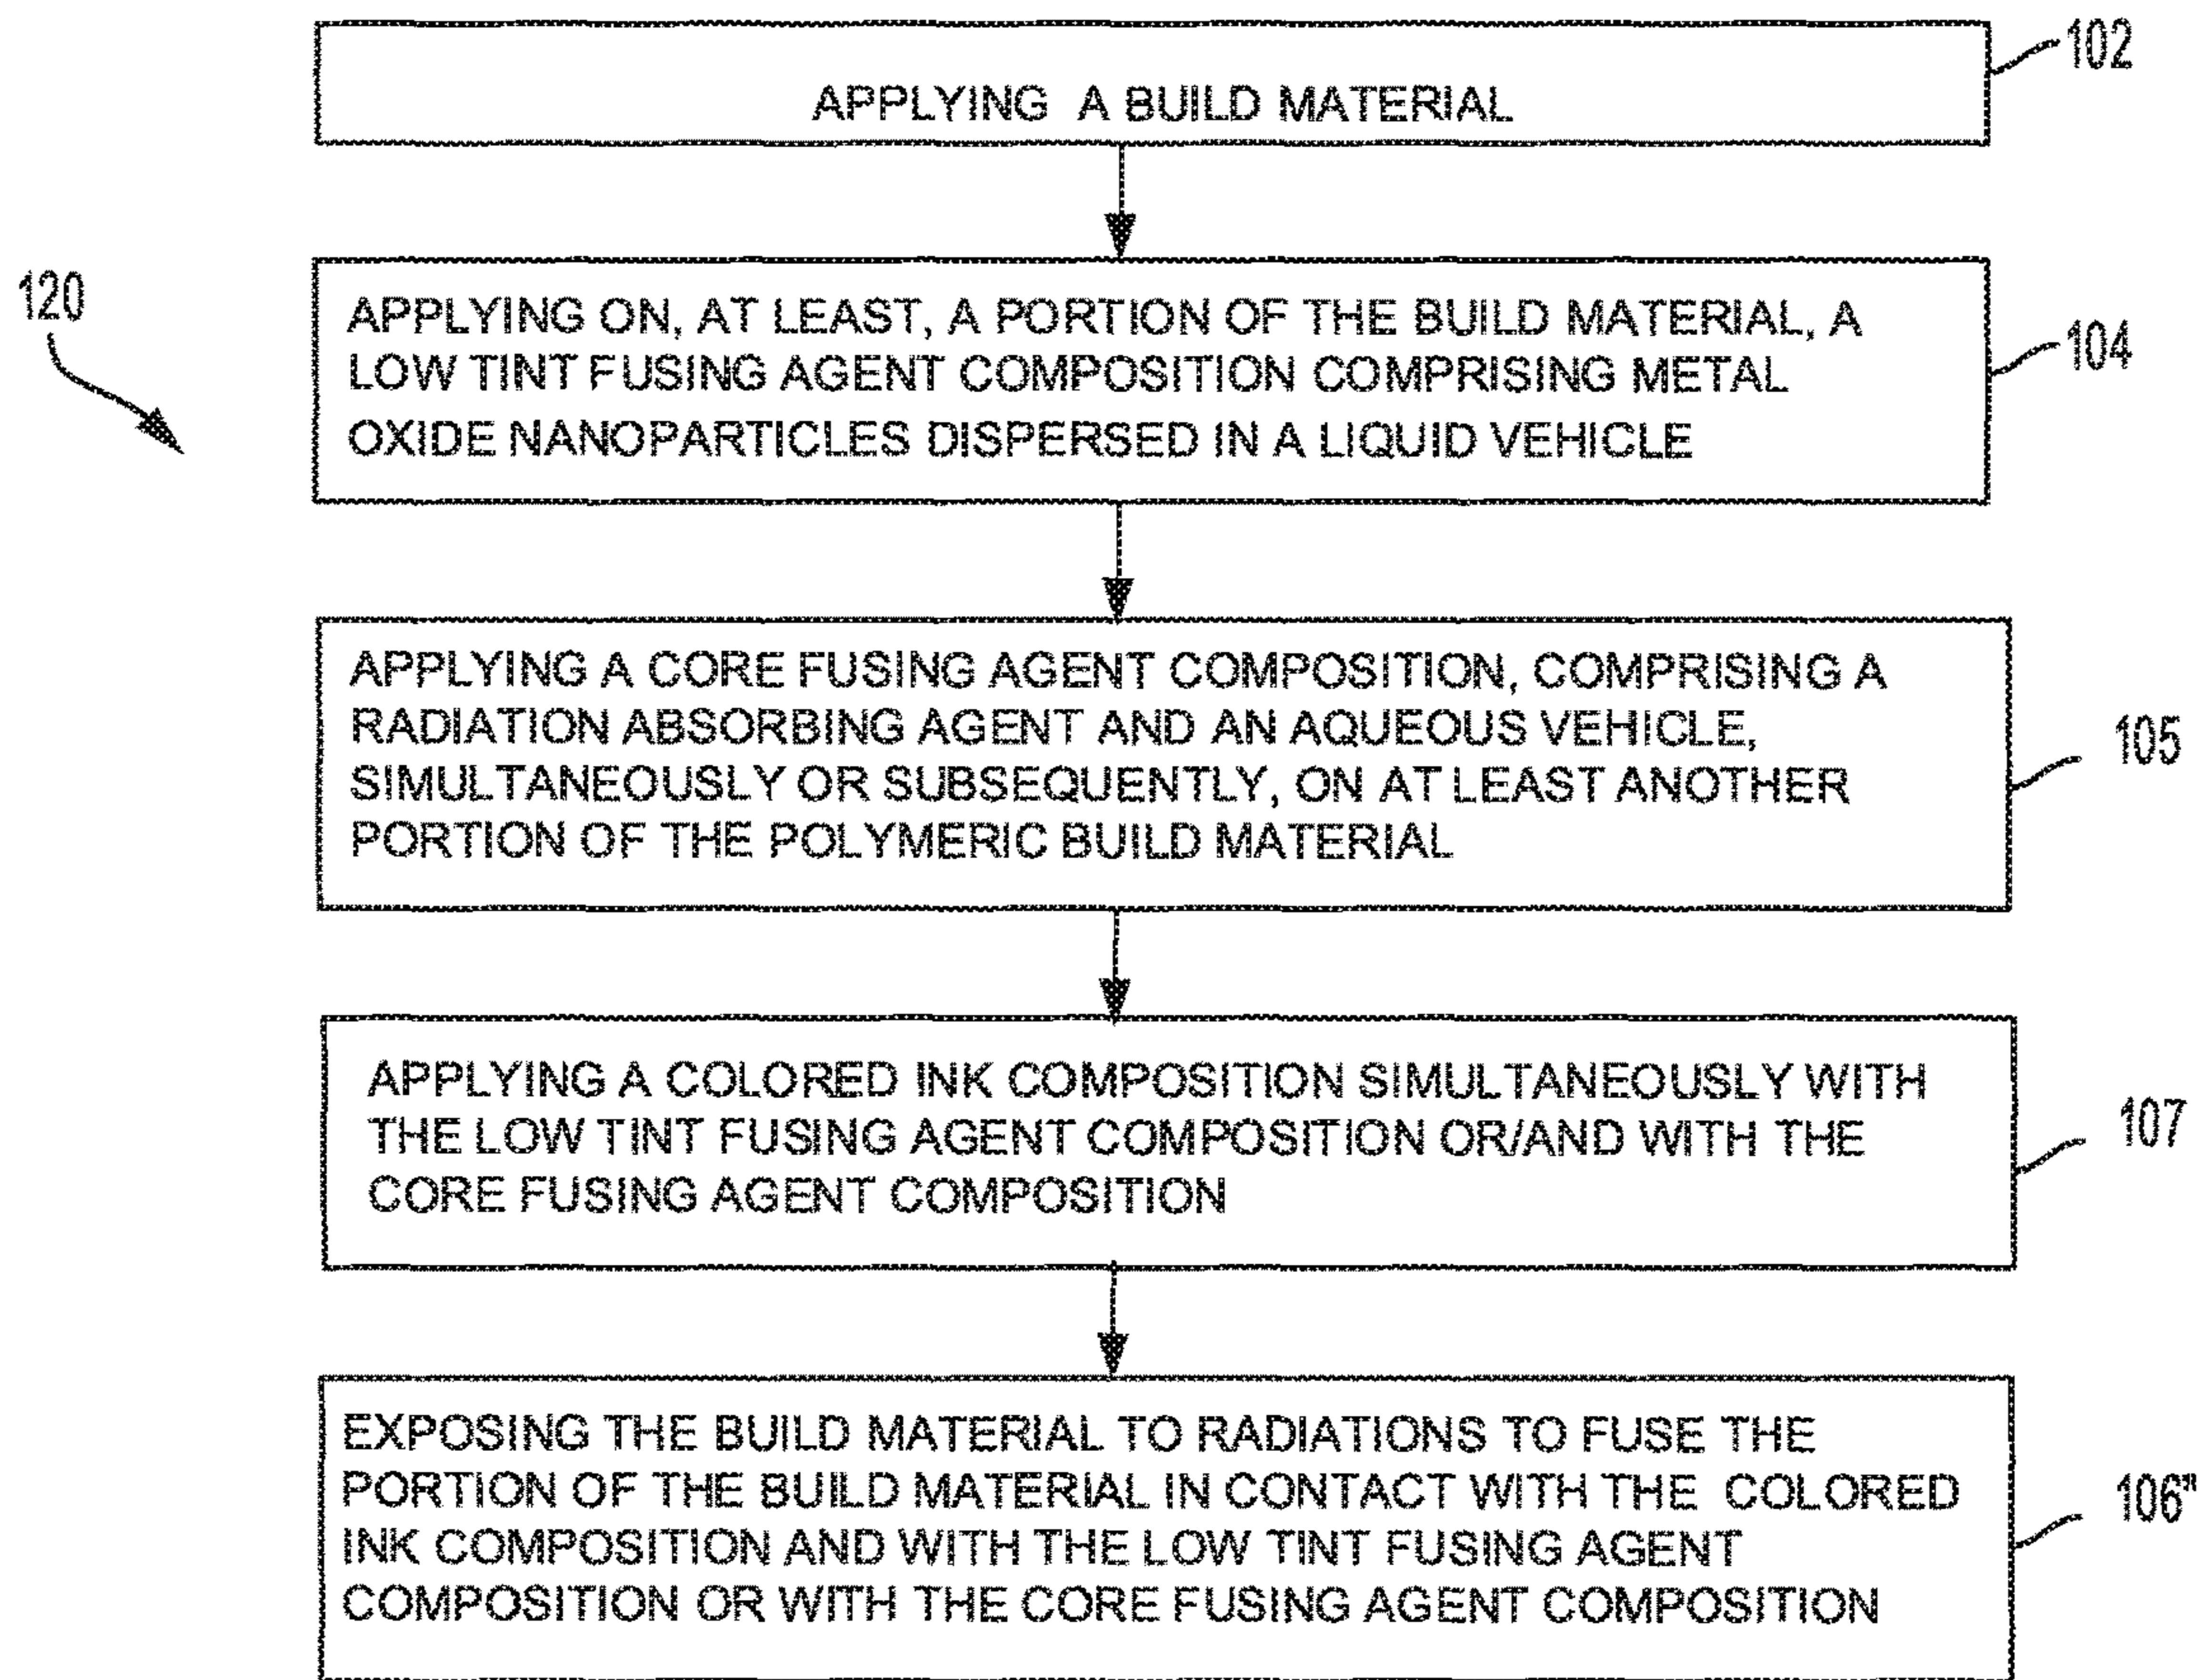 102
APPLYING A BUILD MATERIAL
120
APPLYING ON, AT LEAST, A PORTION OF THE BUILD MATERIAL, A
LOW TINT FUSING AGENT COMPOSITION COMPRISING METAL
OXIDE NANOPARTICLES DISPERSED IN A LIQUID VEHICLE
104
APPLYING A CORE FUSING AGENT COMPOSITION, COMPRISING A
RADIATION ABSORBING AGENT AND AN AQUEOUS VEHICLE,
SIMULTANEOUSLY OR SUBSEQUENTLY, ON AT LEAST ANOTHER
PORTION OF THE POLYMERIC BUILD MATERIAL
105
APPLYING A COLORED INK COMPOSITION SIMULTANEOUSLY WITH
THE LOW TINT FUSING AGENT COMPOSITION OR/AND WITH THE
CORE FUSING AGENT COMPOSITION
107
EXPOSING THE BUILD MATERIAL TO RADIATIONS TO FUSE THE
PORTION OF THE BUILD MATERIAL IN CONTACT WITH THE COLORED
INK COMPOSITION AND WITH THE LOW TINT FUSING AGENT
COMPOSITION OR WITH THE CORE FUSING AGENT COMPOSITION
106"